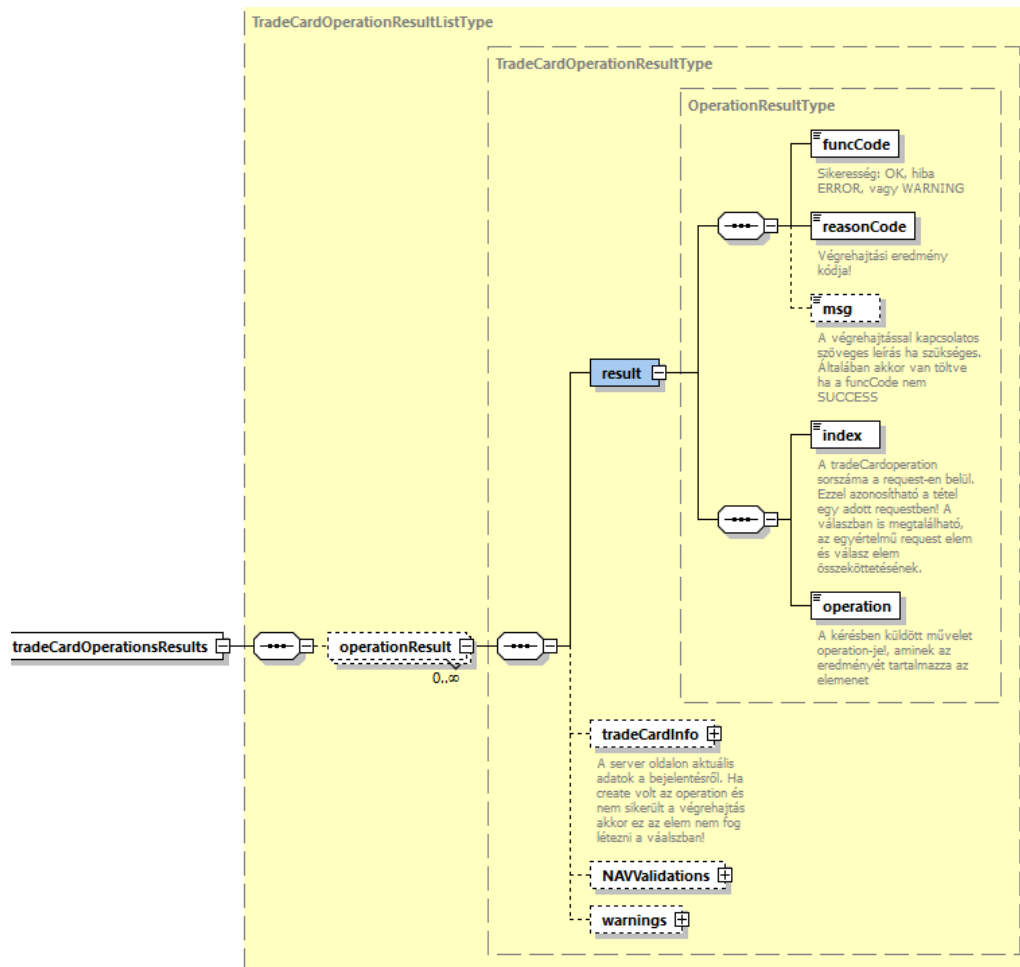 TradeCardOperationResultListType
TradeCardOperationResultType
OperationResultType
funcCode
Sikeresség: OK, hiba
ERROR, vagy WARNING
reasonCode
Végrehajtási eredmény
kódja!
msg
A végrehajtással kapcsolatos
szöveges leírás ha szükséges.
Általában akkor van töltve
ha a funcCode nem
SUCCESS
result
index
A tradeCardoperation
sorszáma a request-en belül.
Ezzel azonosítható a tétel
egy adott requestben! A
válaszban is megtalálható,
az egyértelmű request elem
és válasz elem
összeköttetésének.
operation
A kérésben küldött művelet
operation-je!, aminek az
eredményét tartalmazza az
elemenet
tradeCardOperationsResults
operationResult
0..∞
tradeCardInfo
A server oldalon aktuális
adatok a bejelentésről. Ha
create volt az operation és
nem sikerült a végrehajtás
akkor ez az elem nem fog
létezni a váalszban!
NAVValidations
warnings